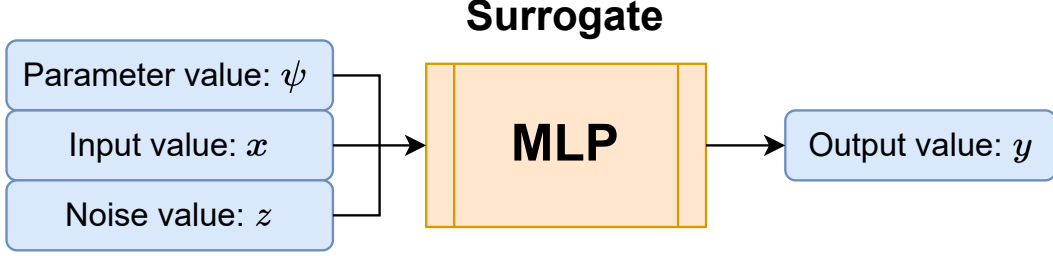 Surrogate
Parameter value: ψ
Input value: x
Noise value: z
MLP
Output value: y